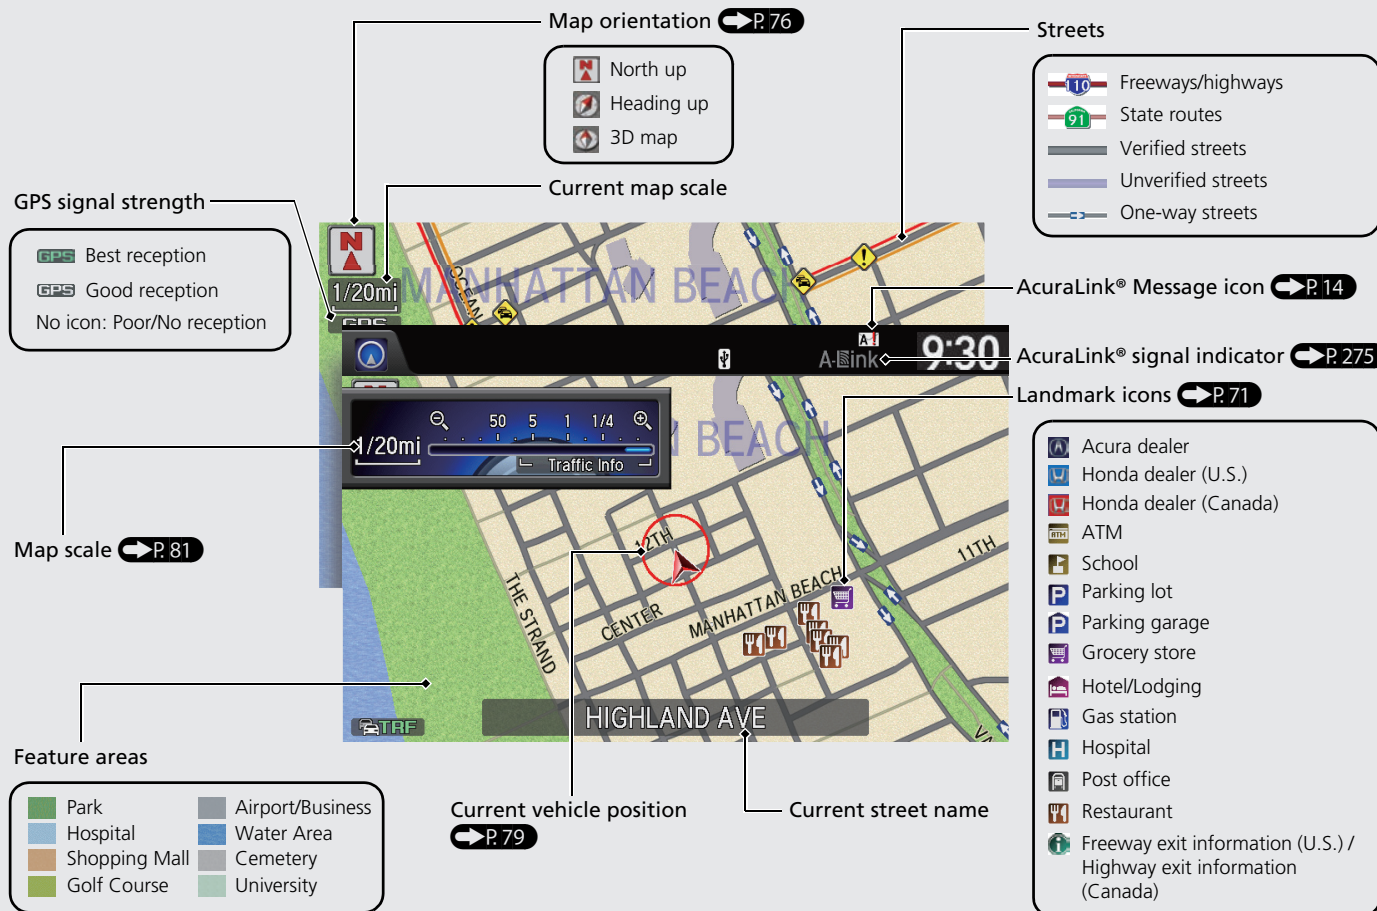 Map orientation P. 76
North up
Heading up
3D map
Streets
110 Freeways/highways
91 State routes
Verified streets
Unverified streets
One-way streets
GPS signal strength
GPS Best reception
GPS Good reception
No icon: Poor/No reception
Current map scale
N
1/20mi
GPS
OCEAN
MANHATTAN BEACH
AcuraLink® Message icon P. 14
AcuraLink® signal indicator P. 275
A-link
9:30
Landmark icons P. 71
Acura dealer
Honda dealer (U.S.)
Honda dealer (Canada)
ATM ATM
School
P Parking lot
P Parking garage
Grocery store
Hotel/Lodging
Gas station
H Hospital
Post office
Restaurant
Freeway exit information (U.S.) /
Highway exit information
(Canada)
50 5 1 1/4
1/20mi
Traffic Info
BEACH
Map scale P. 81
12TH
11TH
THE STRAND
CENTER
MANHATTAN BEACH
TRF
HIGHLAND AVE
Feature areas
Park
Hospital
Shopping Mall
Golf Course
Airport/Business
Water Area
Cemetery
University
Current vehicle position
P. 79
Current street name